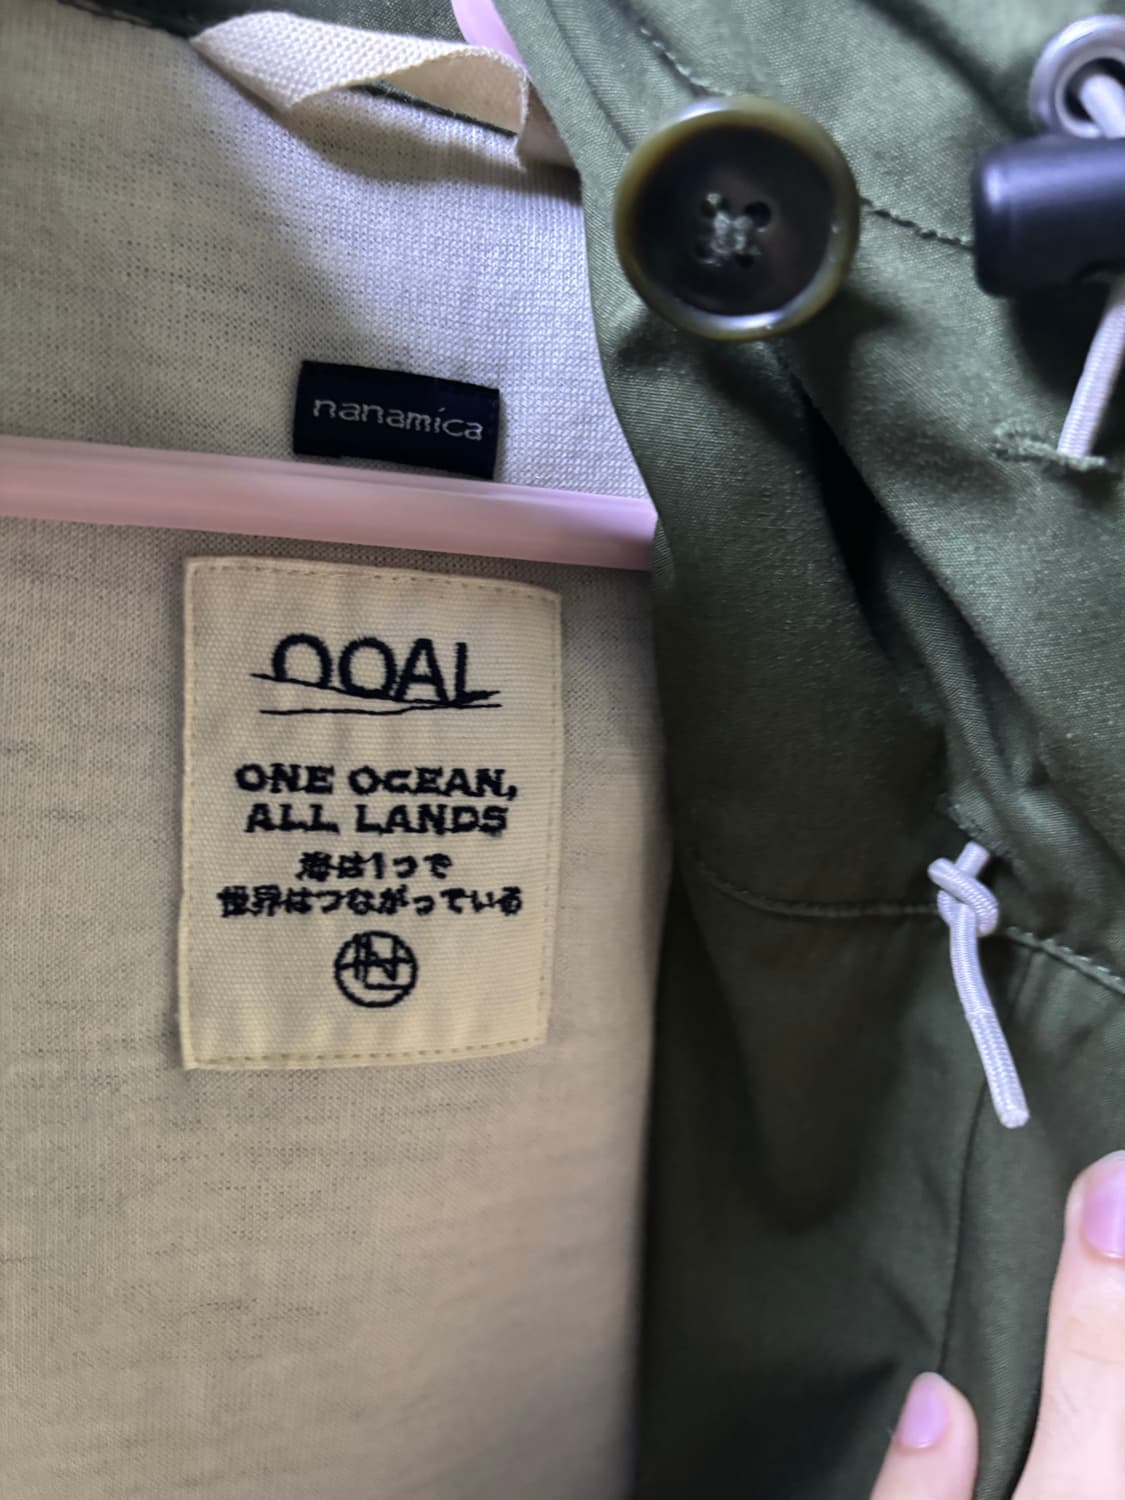 nanamica
OOAL
ONE OCEAN,
ALL LANDS
海は1つで
世界はつながっている
N